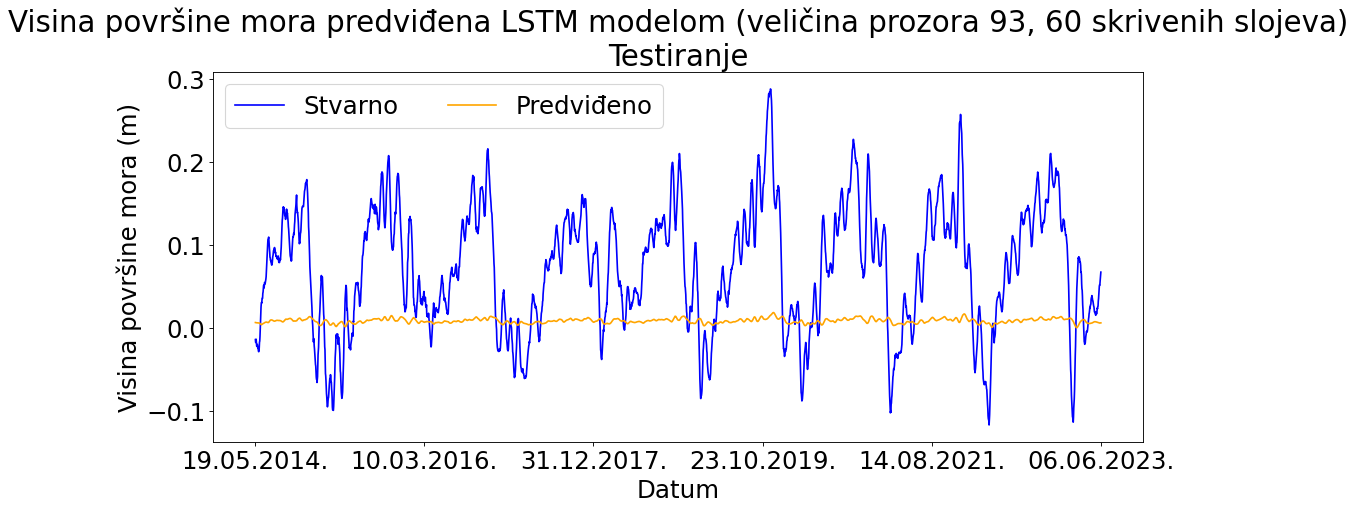 Visina površine mora predviđena LSTM modelom (veličina prozora 93, 60 skrivenih slojeva)
Testiranje
Stvarno Predviđeno
Visina površine mora (m)
0.3
0.2
0.1
0.0
−0.1
19.05.2014. 10.03.2016. 31.12.2017. 23.10.2019. 14.08.2021. 06.06.2023.
Datum